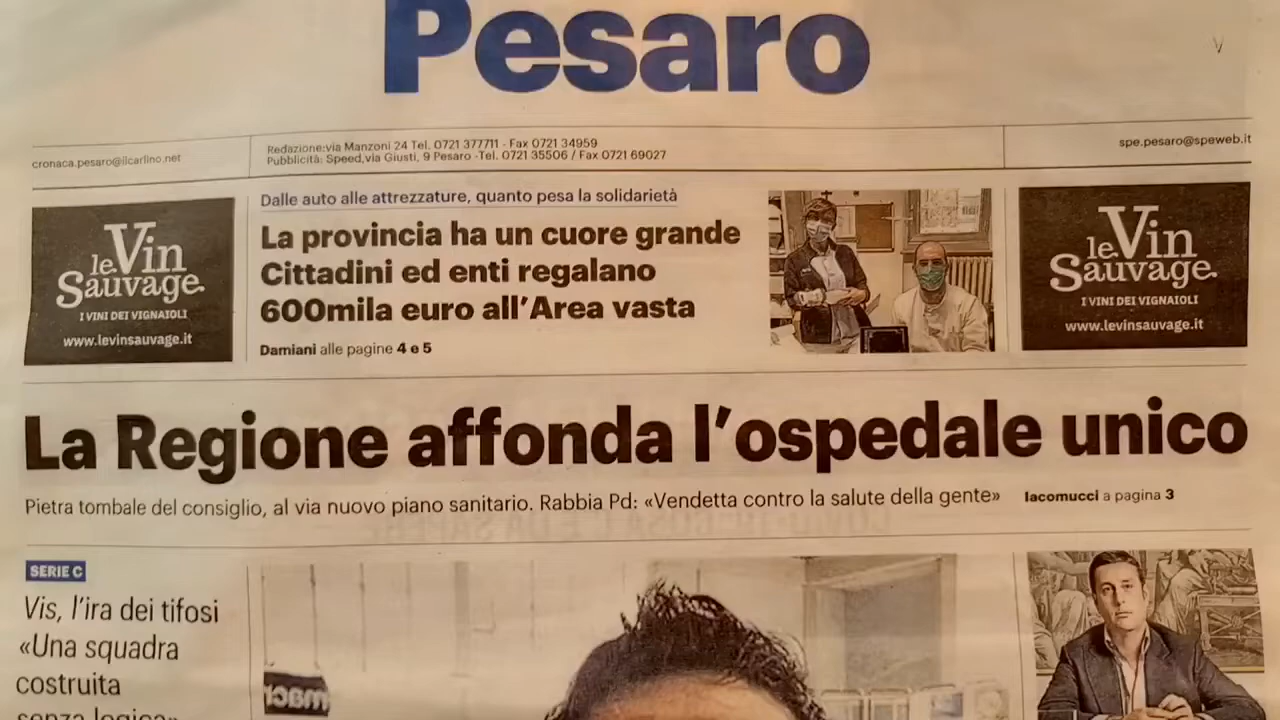 Pesaro
cronaca.pesaro@ilcarlino.net
Redazione:via Manzoni 24 Tel. 0721 377711 - Fax 0721 34959
Pubblicità: Speed,via Giusti, 9 Pesaro -Tel. 0721 35506 / Fax 0721 69027
spe.pesaro@speweb.it
le Vin
Sauvage
I VINI DEI VIGNAIOLI
www.levinsauvage.it
Dalle auto alle attrezzature, quanto pesa la solidarietà
La provincia ha un cuore grande
Cittadini ed enti regalano
600mila euro all'Area vasta
Damiani alle pagine 4 e 5
le Vin
Sauvage
I VINI DEI VIGNAIOLI
www.levinsauvage.it
La Regione affonda l'ospedale unico
Pietra tombale del consiglio, al via nuovo piano sanitario. Rabbia Pd: «Vendetta contro la salute della gente» Iacomucci a pagina 3
SERIE C
Vis, l'ira dei tifosi
«Una squadra
costruita
senza logica»